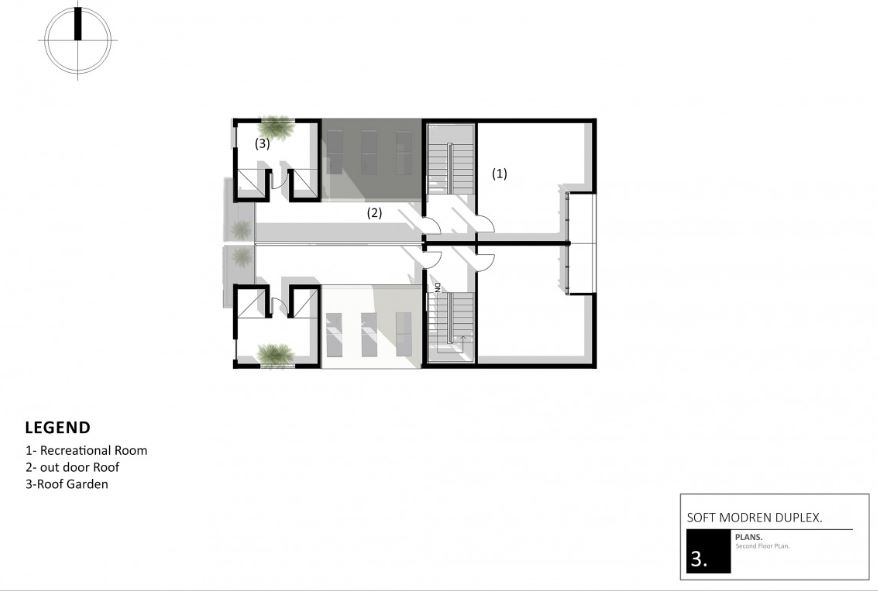 (3)
(1)
(2)
DN
LEGEND
1- Recreational Room
2- out door Roof
3-Roof Garden
SOFT MODREN DUPLEX.
PLANS.
Second Floor PLan.
3.